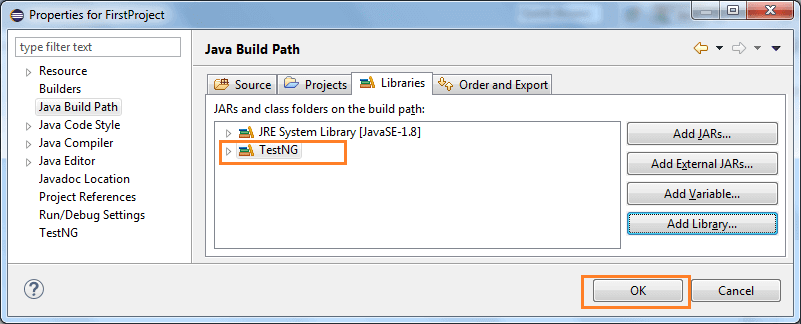 Properties for FirstProject
type filter text
Resource
Builders
Java Build Path
Java Code Style
Java Compiler
Java Editor
Javadoc Location
Project References
Run/Debug Settings
TestNG
Java Build Path
Source Projects Libraries Order and Export
JARs and class folders on the build path:
JRE System Library [JavaSE-1.8]
TestNG
Add JARs...
Add External JARs...
Add Variable...
Add Library...
?
OK Cancel